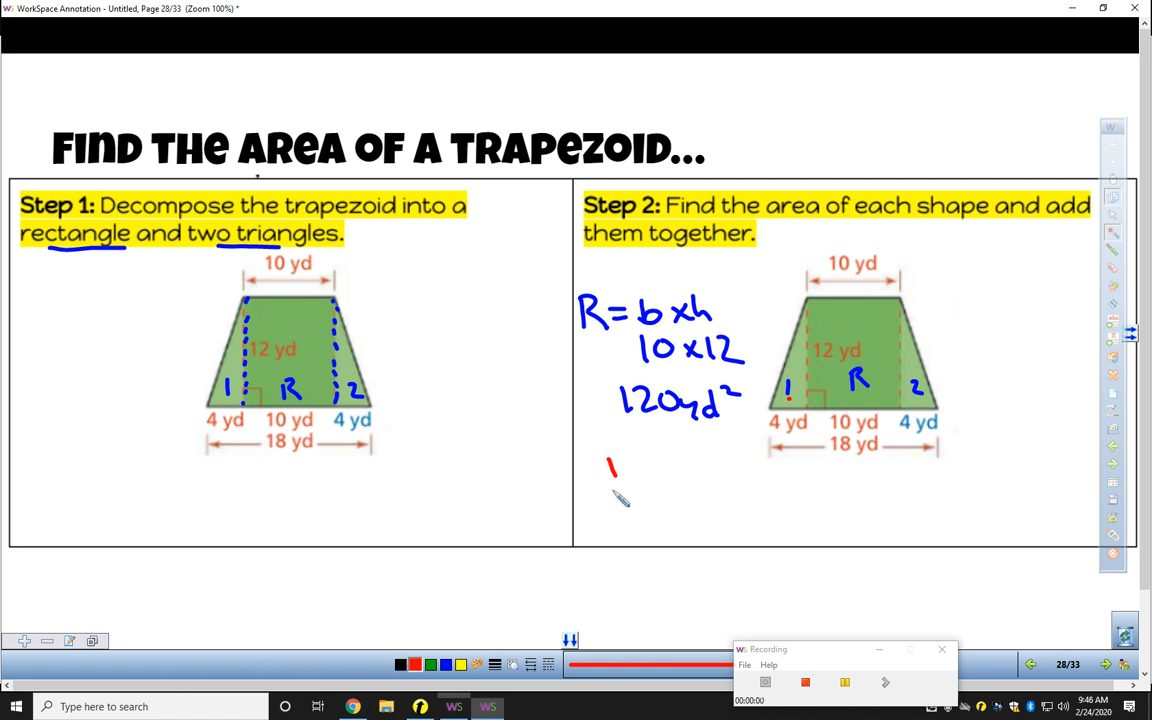 WorkSpace Annotation - Untitled, Page 28/33 (Zoom 100%) *
Find the area of a trapezoid...
Step 1: Decompose the trapezoid into a
rectangle and two triangles.
10 yd
12 yd
1 R 2
4 yd 10 yd 4 yd
18 yd
Step 2: Find the area of each shape and add
them together.
R = b x h
10 x 12
120 yd²
10 yd
12 yd
1 R 2
4 yd 10 yd 4 yd
18 yd
WS Recording
File Help
00:00:00
28/33
Type here to search
9:46 AM
2/24/2020